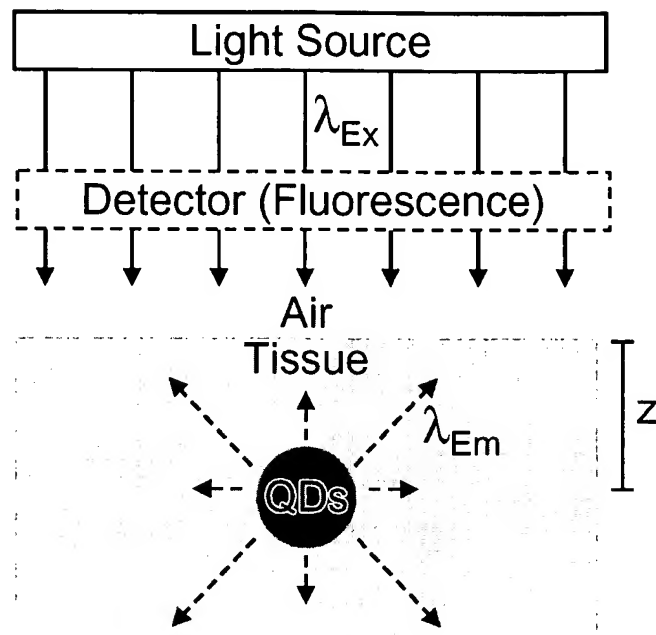 Light Source
λEx
Detector (Fluorescence)
Air
Tissue
z
λEm
QDs